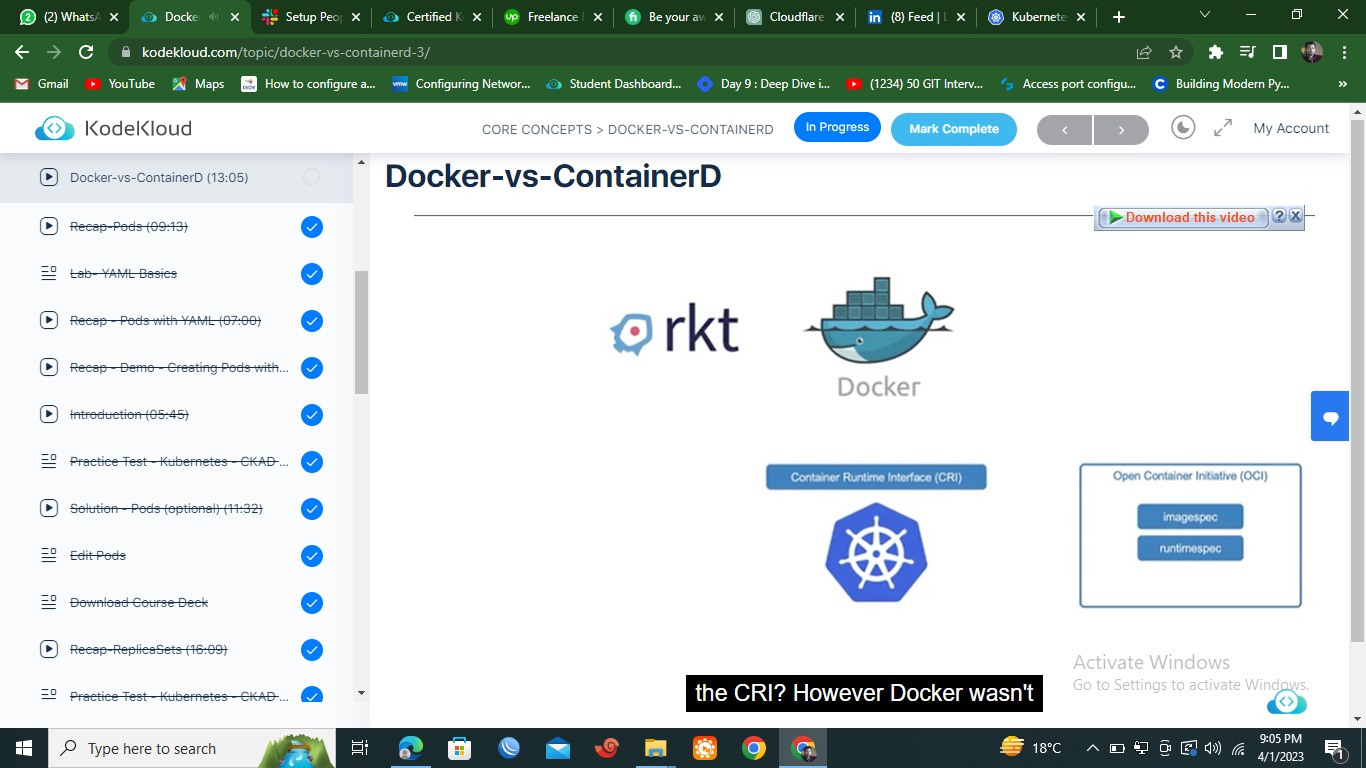 (2) WhatsA
Docke
Setup Peop
Certified K
Freelance
Be your aw
Cloudflare
(8) Feed | L
Kubernete
kodekloud.com/topic/docker-vs-containerd-3/
Gmail
YouTube
Maps
How to configure a...
Configuring Networ...
Student Dashboard...
Day 9 : Deep Dive i...
(1234) 50 GIT Interv...
Access port configu...
Building Modern Py...
»
KodeKloud
CORE CONCEPTS > DOCKER-VS-CONTAINERD
In Progress
Mark Complete
My Account
Docker-vs-ContainerD (13:05)
Recap-Pods (09:13)
Lab- YAML Basics
Recap - Pods with YAML (07:00)
Recap - Demo - Creating Pods with...
Introduction (05:45)
Practice Test - Kubernetes - CKAD ...
Solution - Pods (optional) (11:32)
Edit Pods
Download Course Deck
Recap-ReplicaSets (16:09)
Practice Test - Kubernetes - CKAD ...
Docker-vs-ContainerD
Download this video
? X
rkt
Docker
Container Runtime Interface (CRI)
Open Container Initiative (OCI)
imagespec
runtimespec
Activate Windows
Go to Settings to activate Windows.
the CRI? However Docker wasn't
Type here to search
18°C
9:05 PM
4/1/2023
1